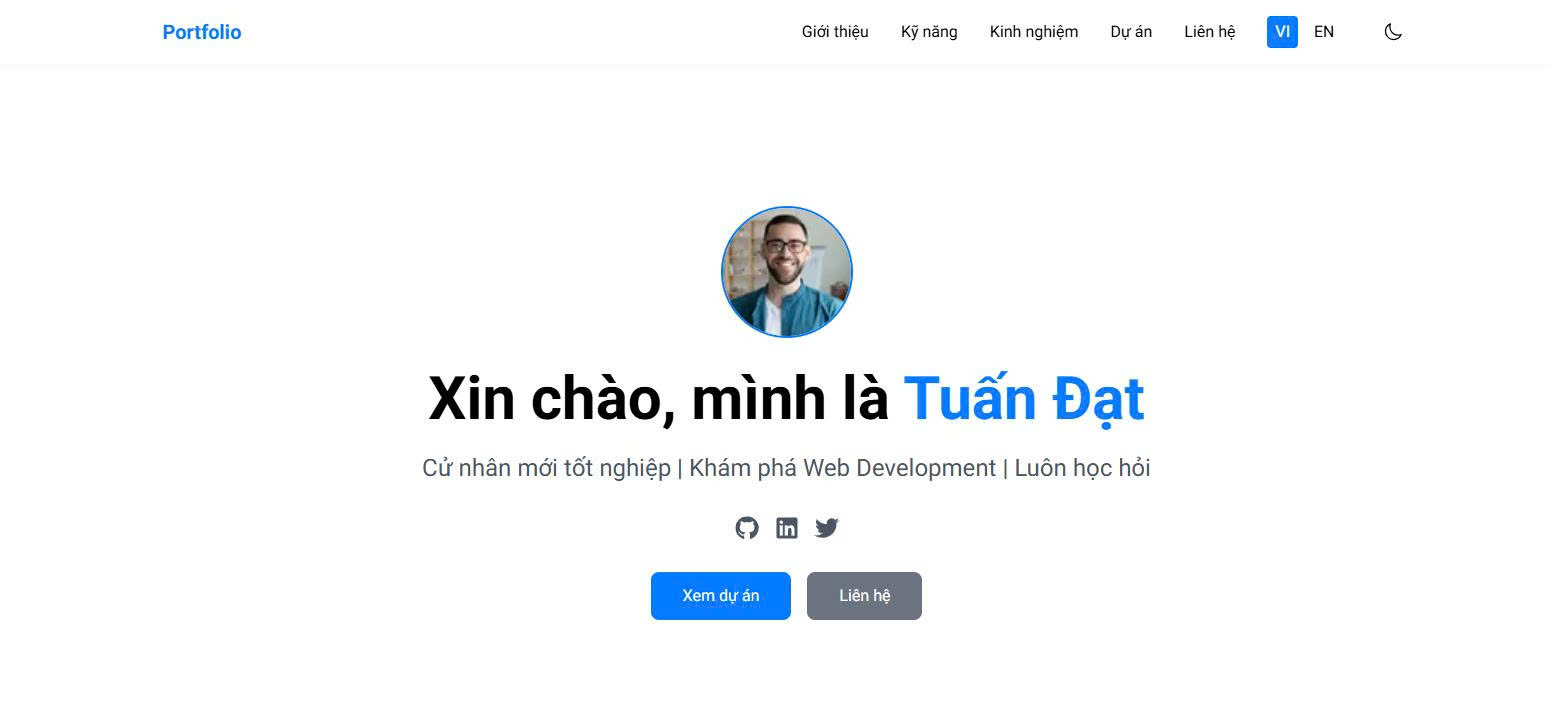 Portfolio Giới thiệu Kỹ năng Kinh nghiệm Dự án Liên hệ VI EN
Xin chào, mình là Tuấn Đạt
Cử nhân mới tốt nghiệp | Khám phá Web Development | Luôn học hỏi
in
Xem dự án Liên hệ